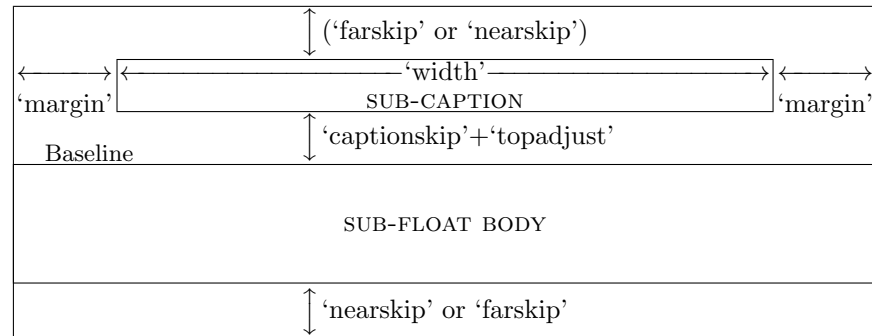 (‘farskip’ or ‘nearskip’)
‘width’
‘margin’ SUB-CAPTION ‘margin’
‘captionskip’+‘topadjust’
Baseline
SUB-FLOAT BODY
‘nearskip’ or ‘farskip’